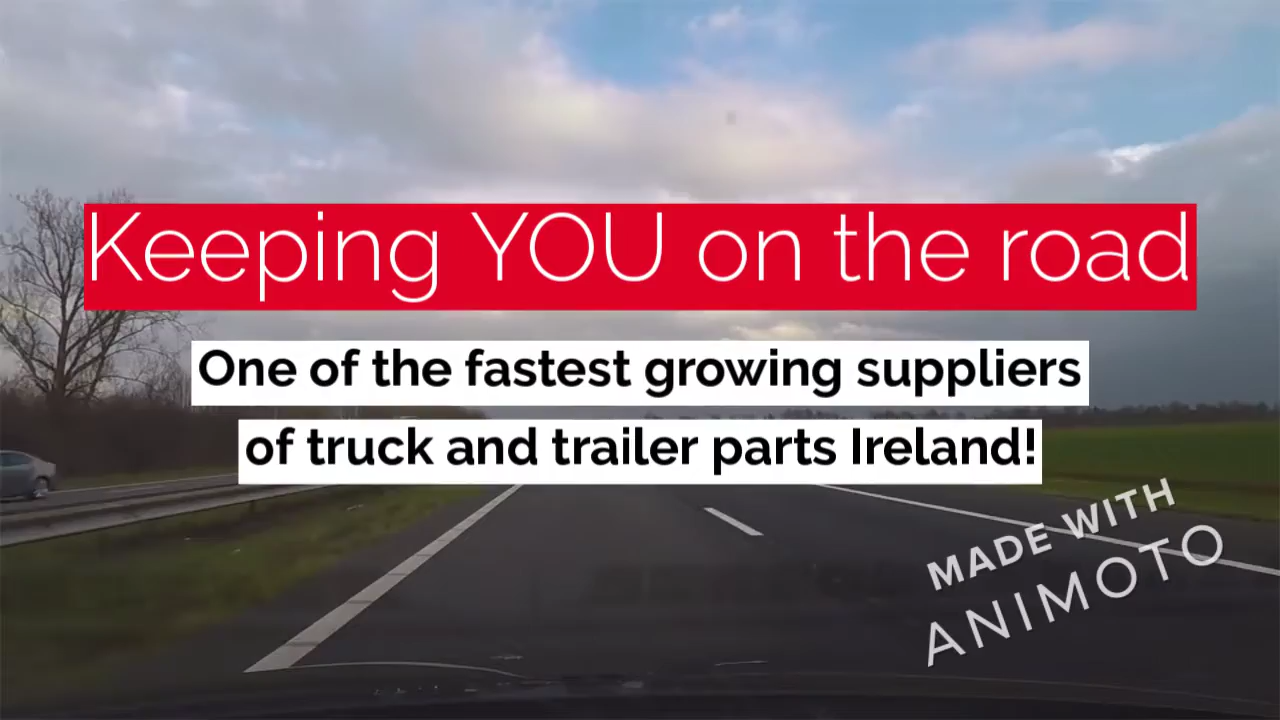 Keeping YOU on the road
One of the fastest growing suppliers
of truck and trailer parts Ireland!
MADE WITH
ANIMOTO